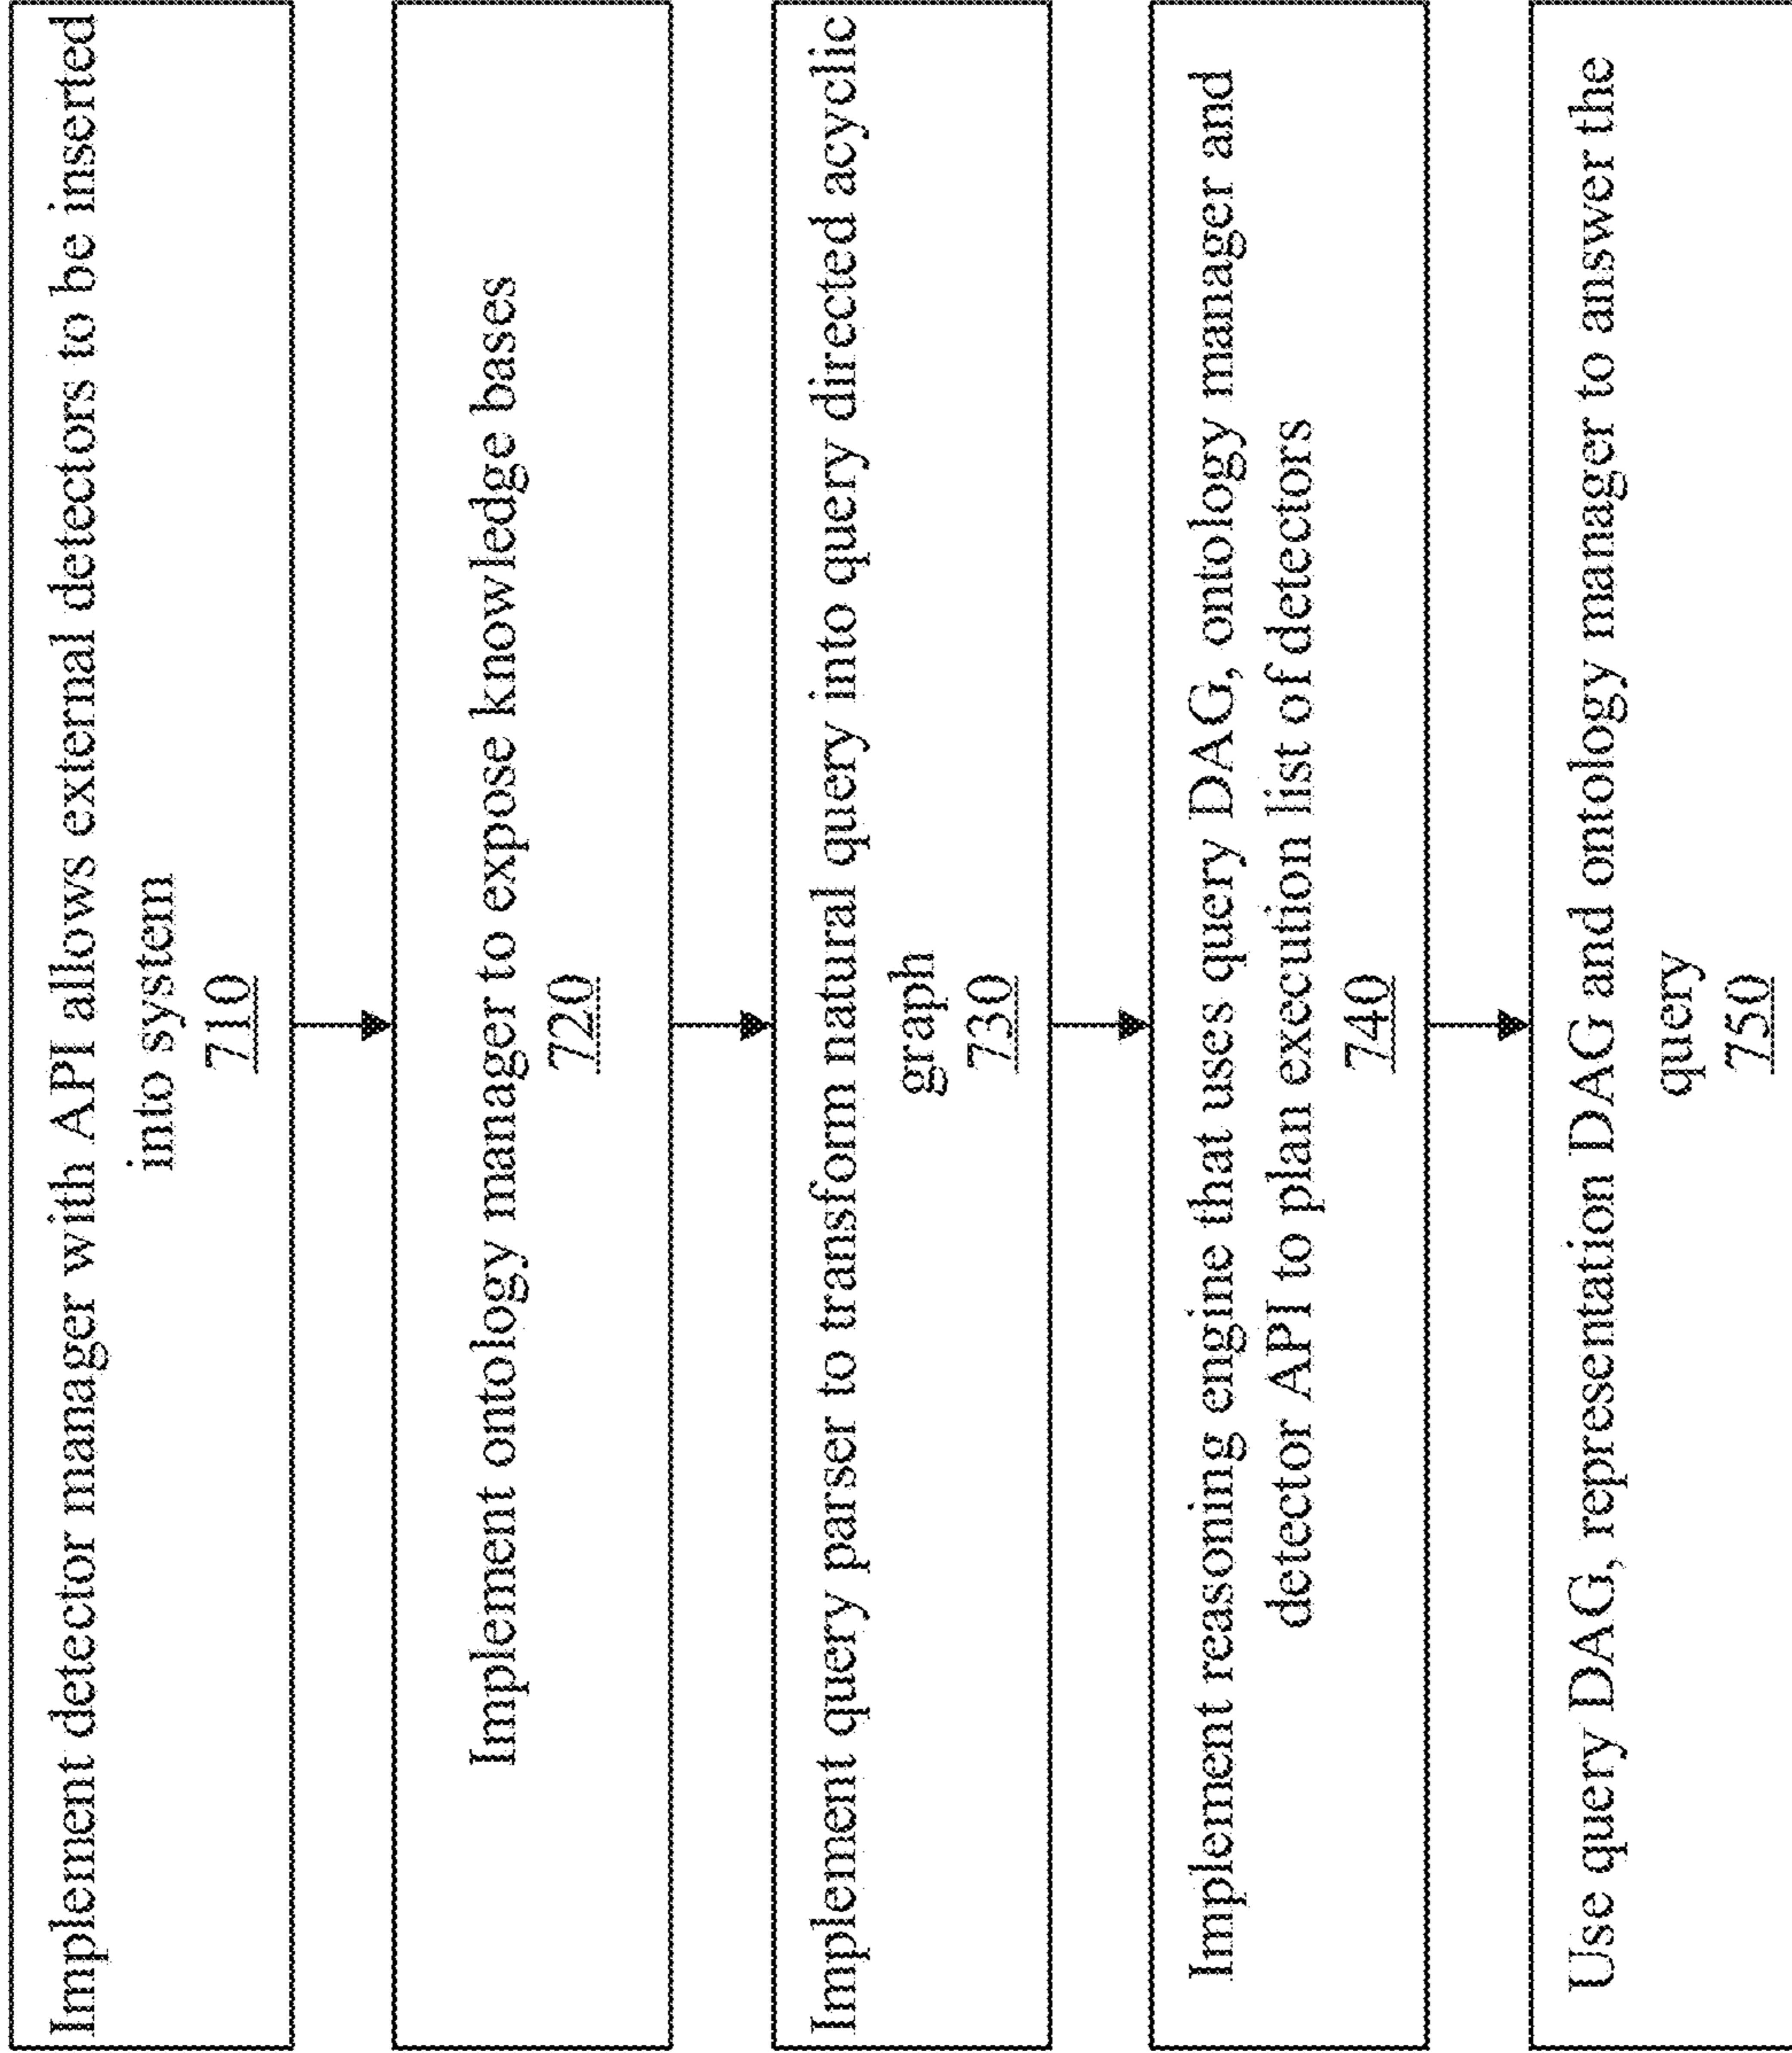 Implement detector manager with API allows external detectors to be inserted
into system
710
Implement ontology manager to expose knowledge bases
720
Implement query parser to transform natural query into query directed acyclic
graph
730
Implement reasoning engine that uses query DAG, ontology manager and
detector API to plan execution list of detectors
740
Use query DAG, representation DAG and ontology manager to answer the
query
750